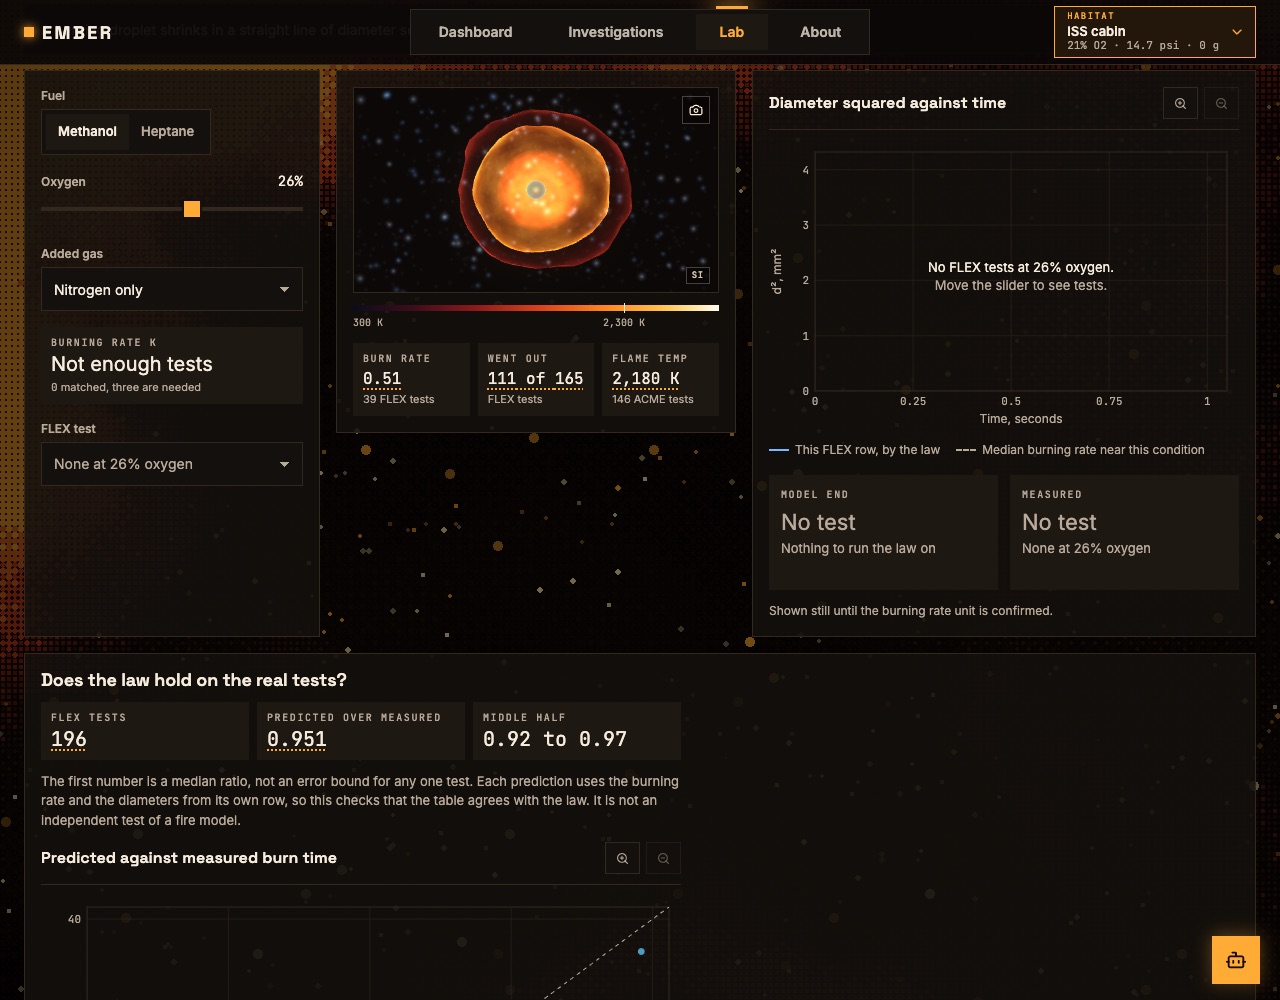 EMBER
droplet shrinks in a straight line of diameter s
Dashboard
Investigations
Lab
About
HABITAT
ISS cabin
21% O2 · 14.7 psi · 0 g
Fuel
Methanol
Heptane
Oxygen
26%
Added gas
Nitrogen only
BURNING RATE K
Not enough tests
0 matched, three are needed
FLEX test
None at 26% oxygen
SI
300 K
2,300 K
BURN RATE
0.51
39 FLEX tests
WENT OUT
111 of 165
FLEX tests
FLAME TEMP
2,180 K
146 ACME tests
Diameter squared against time
4
3
2
1
0
d², mm²
No FLEX tests at 26% oxygen.
Move the slider to see tests.
0
0.25
0.5
0.75
1
Time, seconds
This FLEX row, by the law
Median burning rate near this condition
MODEL END
No test
Nothing to run the law on
MEASURED
No test
None at 26% oxygen
Shown still until the burning rate unit is confirmed.
Does the law hold on the real tests?
FLEX TESTS
196
PREDICTED OVER MEASURED
0.951
MIDDLE HALF
0.92 to 0.97
The first number is a median ratio, not an error bound for any one test. Each prediction uses the burning
rate and the diameters from its own row, so this checks that the table agrees with the law. It is not an
independent test of a fire model.
Predicted against measured burn time
40